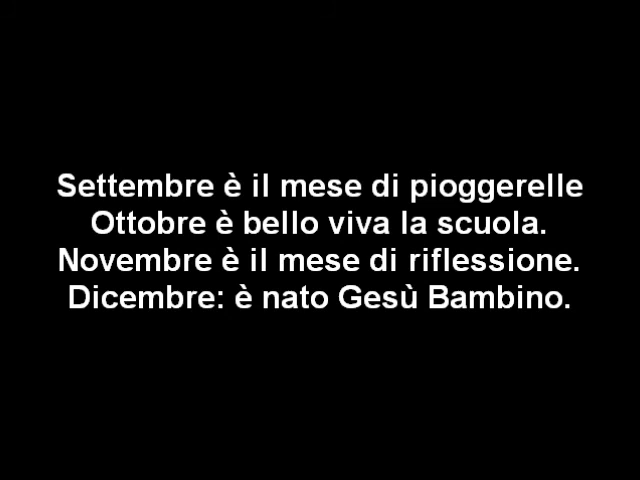 Settembre è il mese di pioggerelle
Ottobre è bello viva la scuola.
Novembre è il mese di riflessione.
Dicembre: è nato Gesù Bambino.